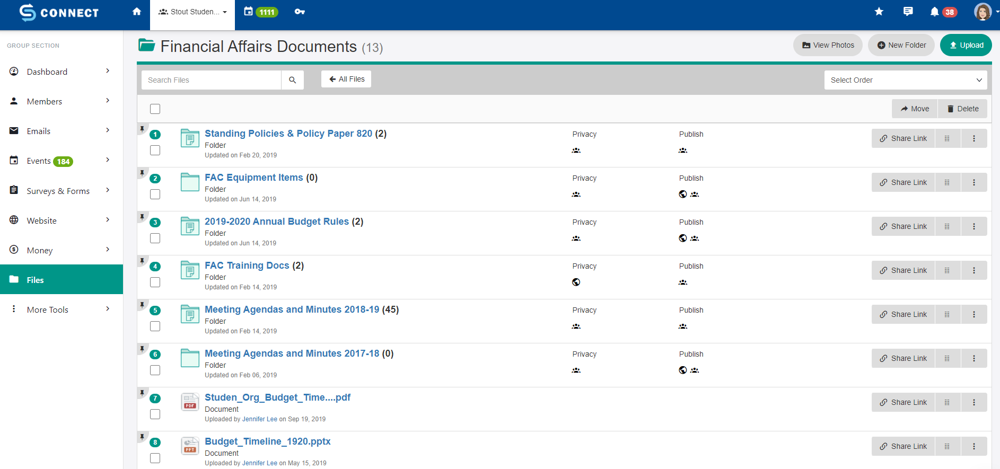 CONNECT
Stout Studen...
1111
38
GROUP SECTION
Dashboard
Members
Emails
Events 184
Surveys & Forms
Website
Money
Files
More Tools
Financial Affairs Documents (13)
View Photos
New Folder
Upload
Search Files
All Files
Select Order
Move
Delete
1
Standing Policies & Policy Paper 820 (2)
Folder
Updated on Feb 20, 2019
Privacy
Publish
Share Link
2
FAC Equipment Items (0)
Folder
Updated on Jun 14, 2019
Privacy
Publish
Share Link
3
2019-2020 Annual Budget Rules (2)
Folder
Updated on Jun 14, 2019
Privacy
Publish
Share Link
4
FAC Training Docs (2)
Folder
Updated on Feb 14, 2019
Privacy
Publish
Share Link
5
Meeting Agendas and Minutes 2018-19 (45)
Folder
Updated on Feb 14, 2019
Privacy
Publish
Share Link
6
Meeting Agendas and Minutes 2017-18 (0)
Folder
Updated on Feb 06, 2019
Privacy
Publish
Share Link
7
PDF
Studen_Org_Budget_Time....pdf
Document
Uploaded by Jennifer Lee on Sep 19, 2019
Share Link
8
PPT
Budget_Timeline_1920.pptx
Document
Uploaded by Jennifer Lee on May 15, 2019
Share Link